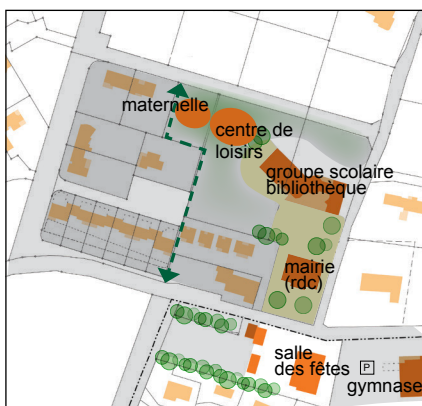 maternelle
centre de
loisirs
groupe scolaire
bibliothèque
mairie
(rdc)
salle
des fêtes
P
gymnase